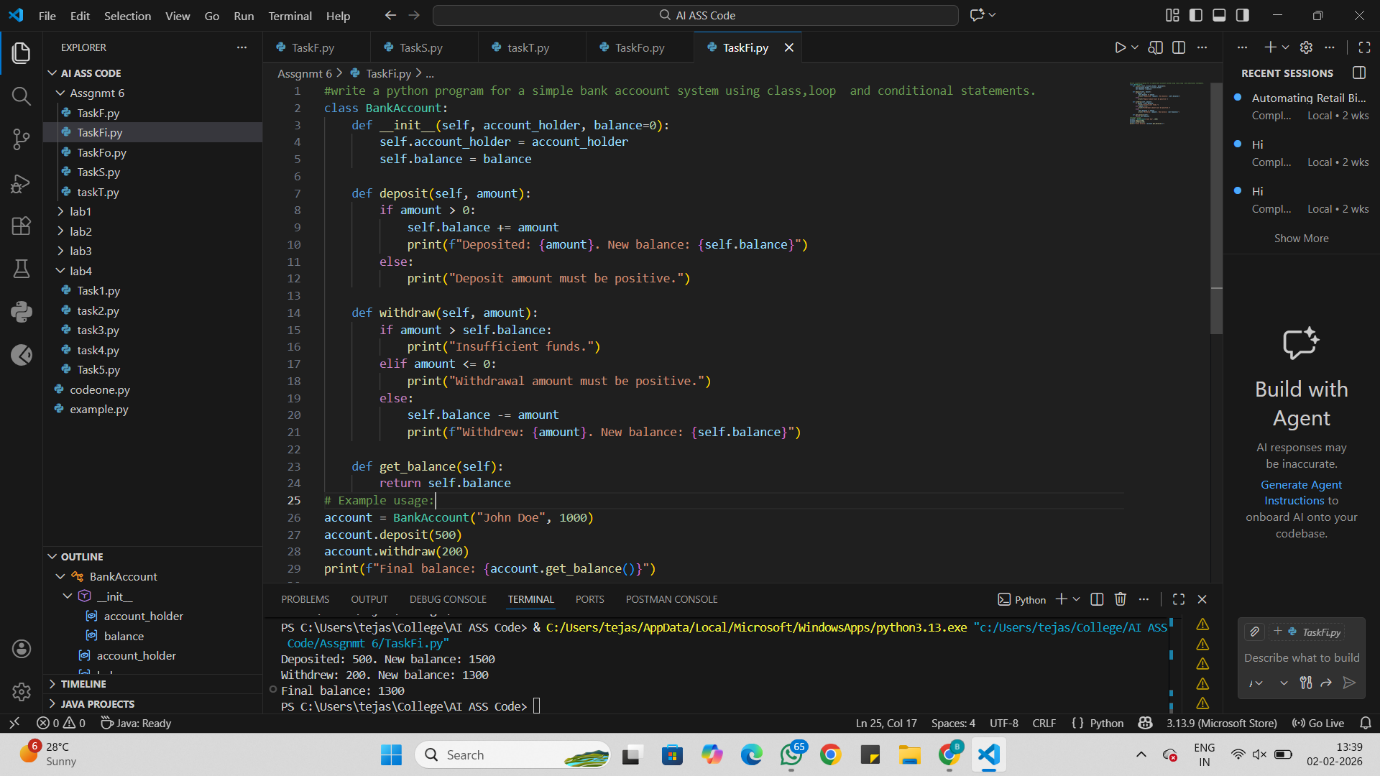 File Edit Selection View Go Run Terminal Help
AI ASS Code
EXPLORER
AI ASS CODE
Assgnmt 6
TaskF.py
TaskFi.py
TaskFo.py
TaskS.py
taskT.py
lab1
lab2
lab3
lab4
Task1.py
task2.py
task3.py
task4.py
Task5.py
codeone.py
example.py
OUTLINE
BankAccount
__init__
account_holder
balance
account_holder
TIMELINE
JAVA PROJECTS
TaskF.py TaskS.py taskT.py TaskFo.py TaskFi.py
Assgnmt 6 > TaskFi.py > ...
1 #write a python program for a simple bank accoount system using class,loop  and conditional statements.
2 class BankAccount:
3     def __init__(self, account_holder, balance=0):
4         self.account_holder = account_holder
5         self.balance = balance
6
7     def deposit(self, amount):
8         if amount > 0:
9             self.balance += amount
10             print(f"Deposited: {amount}. New balance: {self.balance}")
11         else:
12             print("Deposit amount must be positive.")
13
14     def withdraw(self, amount):
15         if amount > self.balance:
16             print("Insufficient funds.")
17         elif amount <= 0:
18             print("Withdrawal amount must be positive.")
19         else:
20             self.balance -= amount
21             print(f"Withdrew: {amount}. New balance: {self.balance}")
22
23     def get_balance(self):
24         return self.balance
25 # Example usage:
26 account = BankAccount("John Doe", 1000)
27 account.deposit(500)
28 account.withdraw(200)
29 print(f"Final balance: {account.get_balance()}")
PROBLEMS OUTPUT DEBUG CONSOLE TERMINAL PORTS POSTMAN CONSOLE
Python
PS C:\Users\tejas\College\AI ASS Code> & C:/Users/tejas/AppData/Local/Microsoft/WindowsApps/python3.13.exe "c:/Users/tejas/College/AI ASS
Code/Assgnmt 6/TaskFi.py"
Deposited: 500. New balance: 1500
Withdrew: 200. New balance: 1300
Final balance: 1300
PS C:\Users\tejas\College\AI ASS Code>
RECENT SESSIONS
Automating Retail Bi...
Compl... Local • 2 wks
Hi
Compl... Local • 2 wks
Hi
Compl... Local • 2 wks
Show More
Build with
Agent
AI responses may
be inaccurate.
Generate Agent
Instructions to
onboard AI onto your
codebase.
TaskFi.py
Describe what to build
0 0 Java: Ready
Ln 25, Col 17 Spaces: 4 UTF-8 CRLF { } Python 3.13.9 (Microsoft Store) Go Live
6
28°C
Sunny
Search
65
B
ENG
IN
13:39
02-02-2026